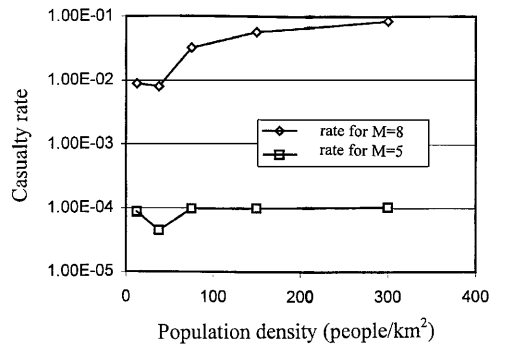 1.00E-01
1.00E-02
1.00E-03
1.00E-04
1.00E-05
Casualty rate
rate for M=8
rate for M=5
0 100 200 300 400
Population density (people/km²)